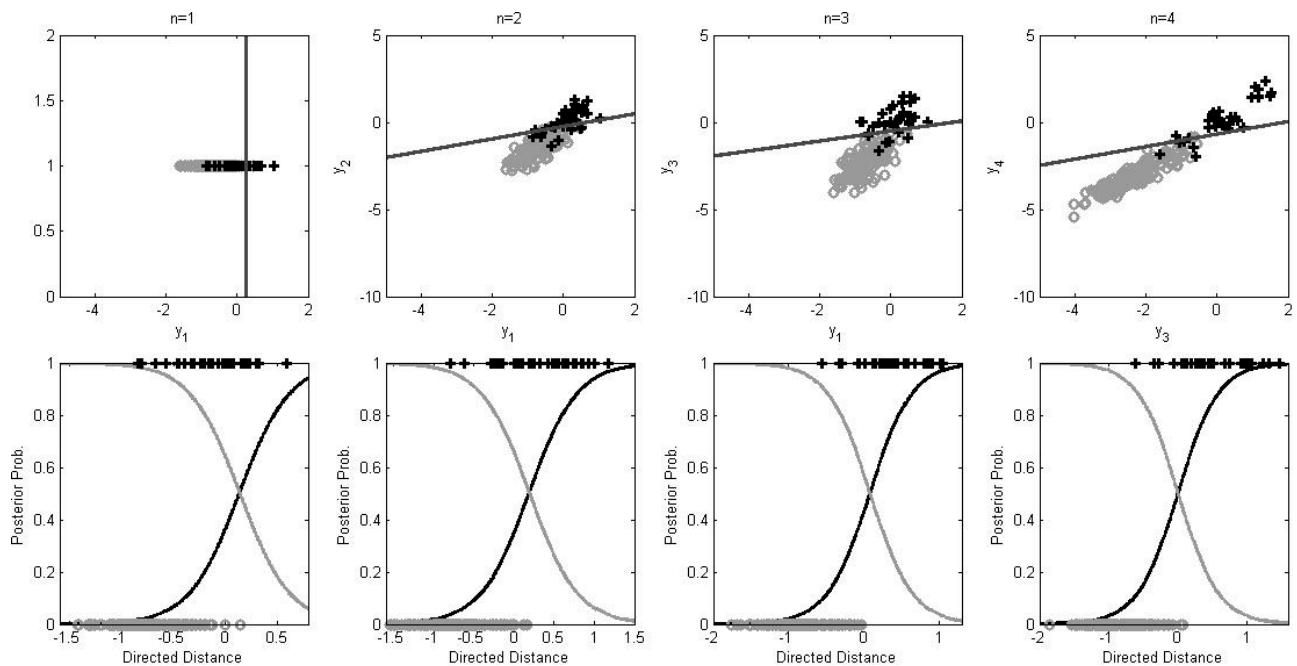 n=1
n=2
n=3
n=4
2
1.5
1
0.5
0
-4 -2 0 2
y1
5
0
-5
-10
y2
-4 -2 0 2
y1
5
0
-5
-10
y3
-4 -2 0 2
y1
5
0
-5
-10
y4
-4 -2 0 2
y3
1
0.8
0.6
0.4
0.2
0
Posterior Prob.
-1.5 -1 -0.5 0 0.5
Directed Distance
1
0.8
0.6
0.4
0.2
0
Posterior Prob.
-1.5 -1 -0.5 0 0.5 1 1.5
Directed Distance
1
0.8
0.6
0.4
0.2
0
Posterior Prob.
-2 -1 0 1
Directed Distance
1
0.8
0.6
0.4
0.2
0
Posterior Prob.
-2 -1 0 1
Directed Distance